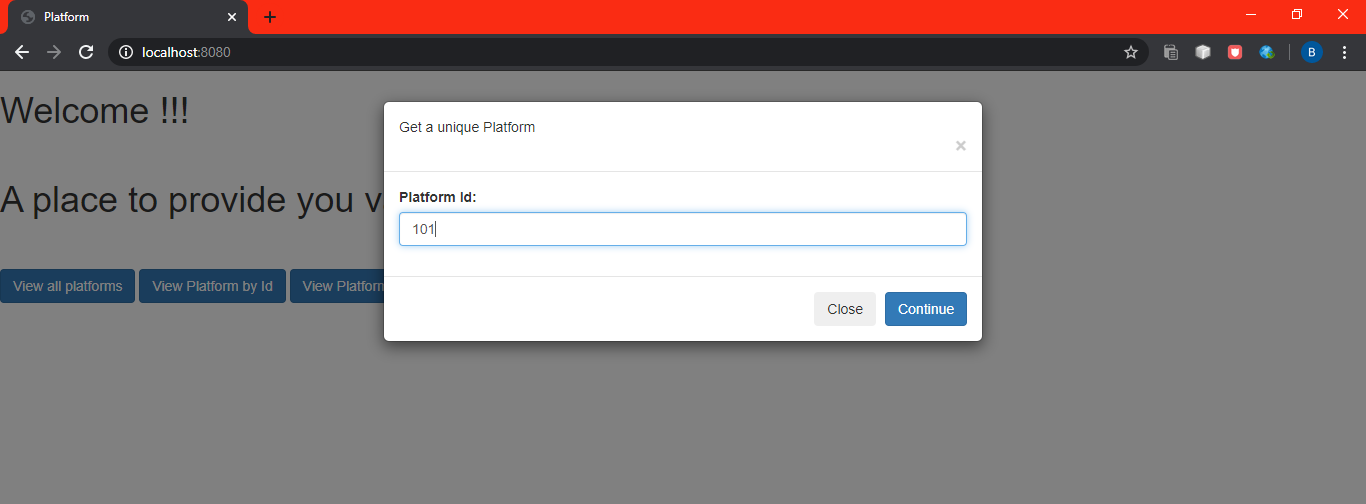 Platform
localhost:8080
B
Welcome !!!
A place to provide you v
View all platforms View Platform by Id View Platform
Get a unique Platform
×
Platform Id:
101
Close Continue